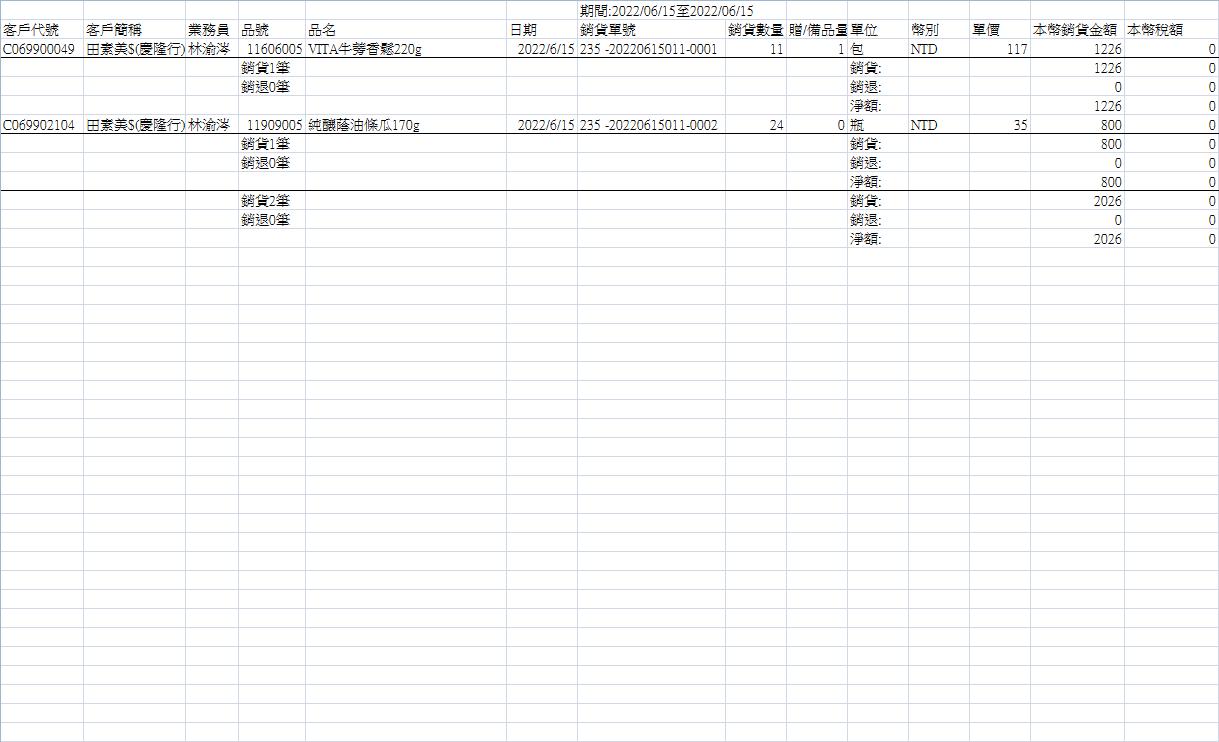 期間:2022/06/15至2022/06/15
客戶代號 客戶簡稱 業務員 品號 品名 日期 銷貨單號 銷貨數量 贈/備品量 單位 幣別 單價 本幣銷貨金額 本幣稅額
C069900049 田素美$(慶隆行) 林渝涔 11606005 VITA牛蒡香鬆220g 2022/6/15 235 -20220615011-0001 11 1 包 NTD 117 1226 0
銷貨1筆 銷貨: 1226 0
銷退0筆 銷退: 0 0
淨額: 1226 0
C069902104 田素美$(慶隆行) 林渝涔 11909005 純釀蔭油條瓜170g 2022/6/15 235 -20220615011-0002 24 0 瓶 NTD 35 800 0
銷貨1筆 銷貨: 800 0
銷退0筆 銷退: 0 0
淨額: 800 0
銷貨2筆 銷貨: 2026 0
銷退0筆 銷退: 0 0
淨額: 2026 0